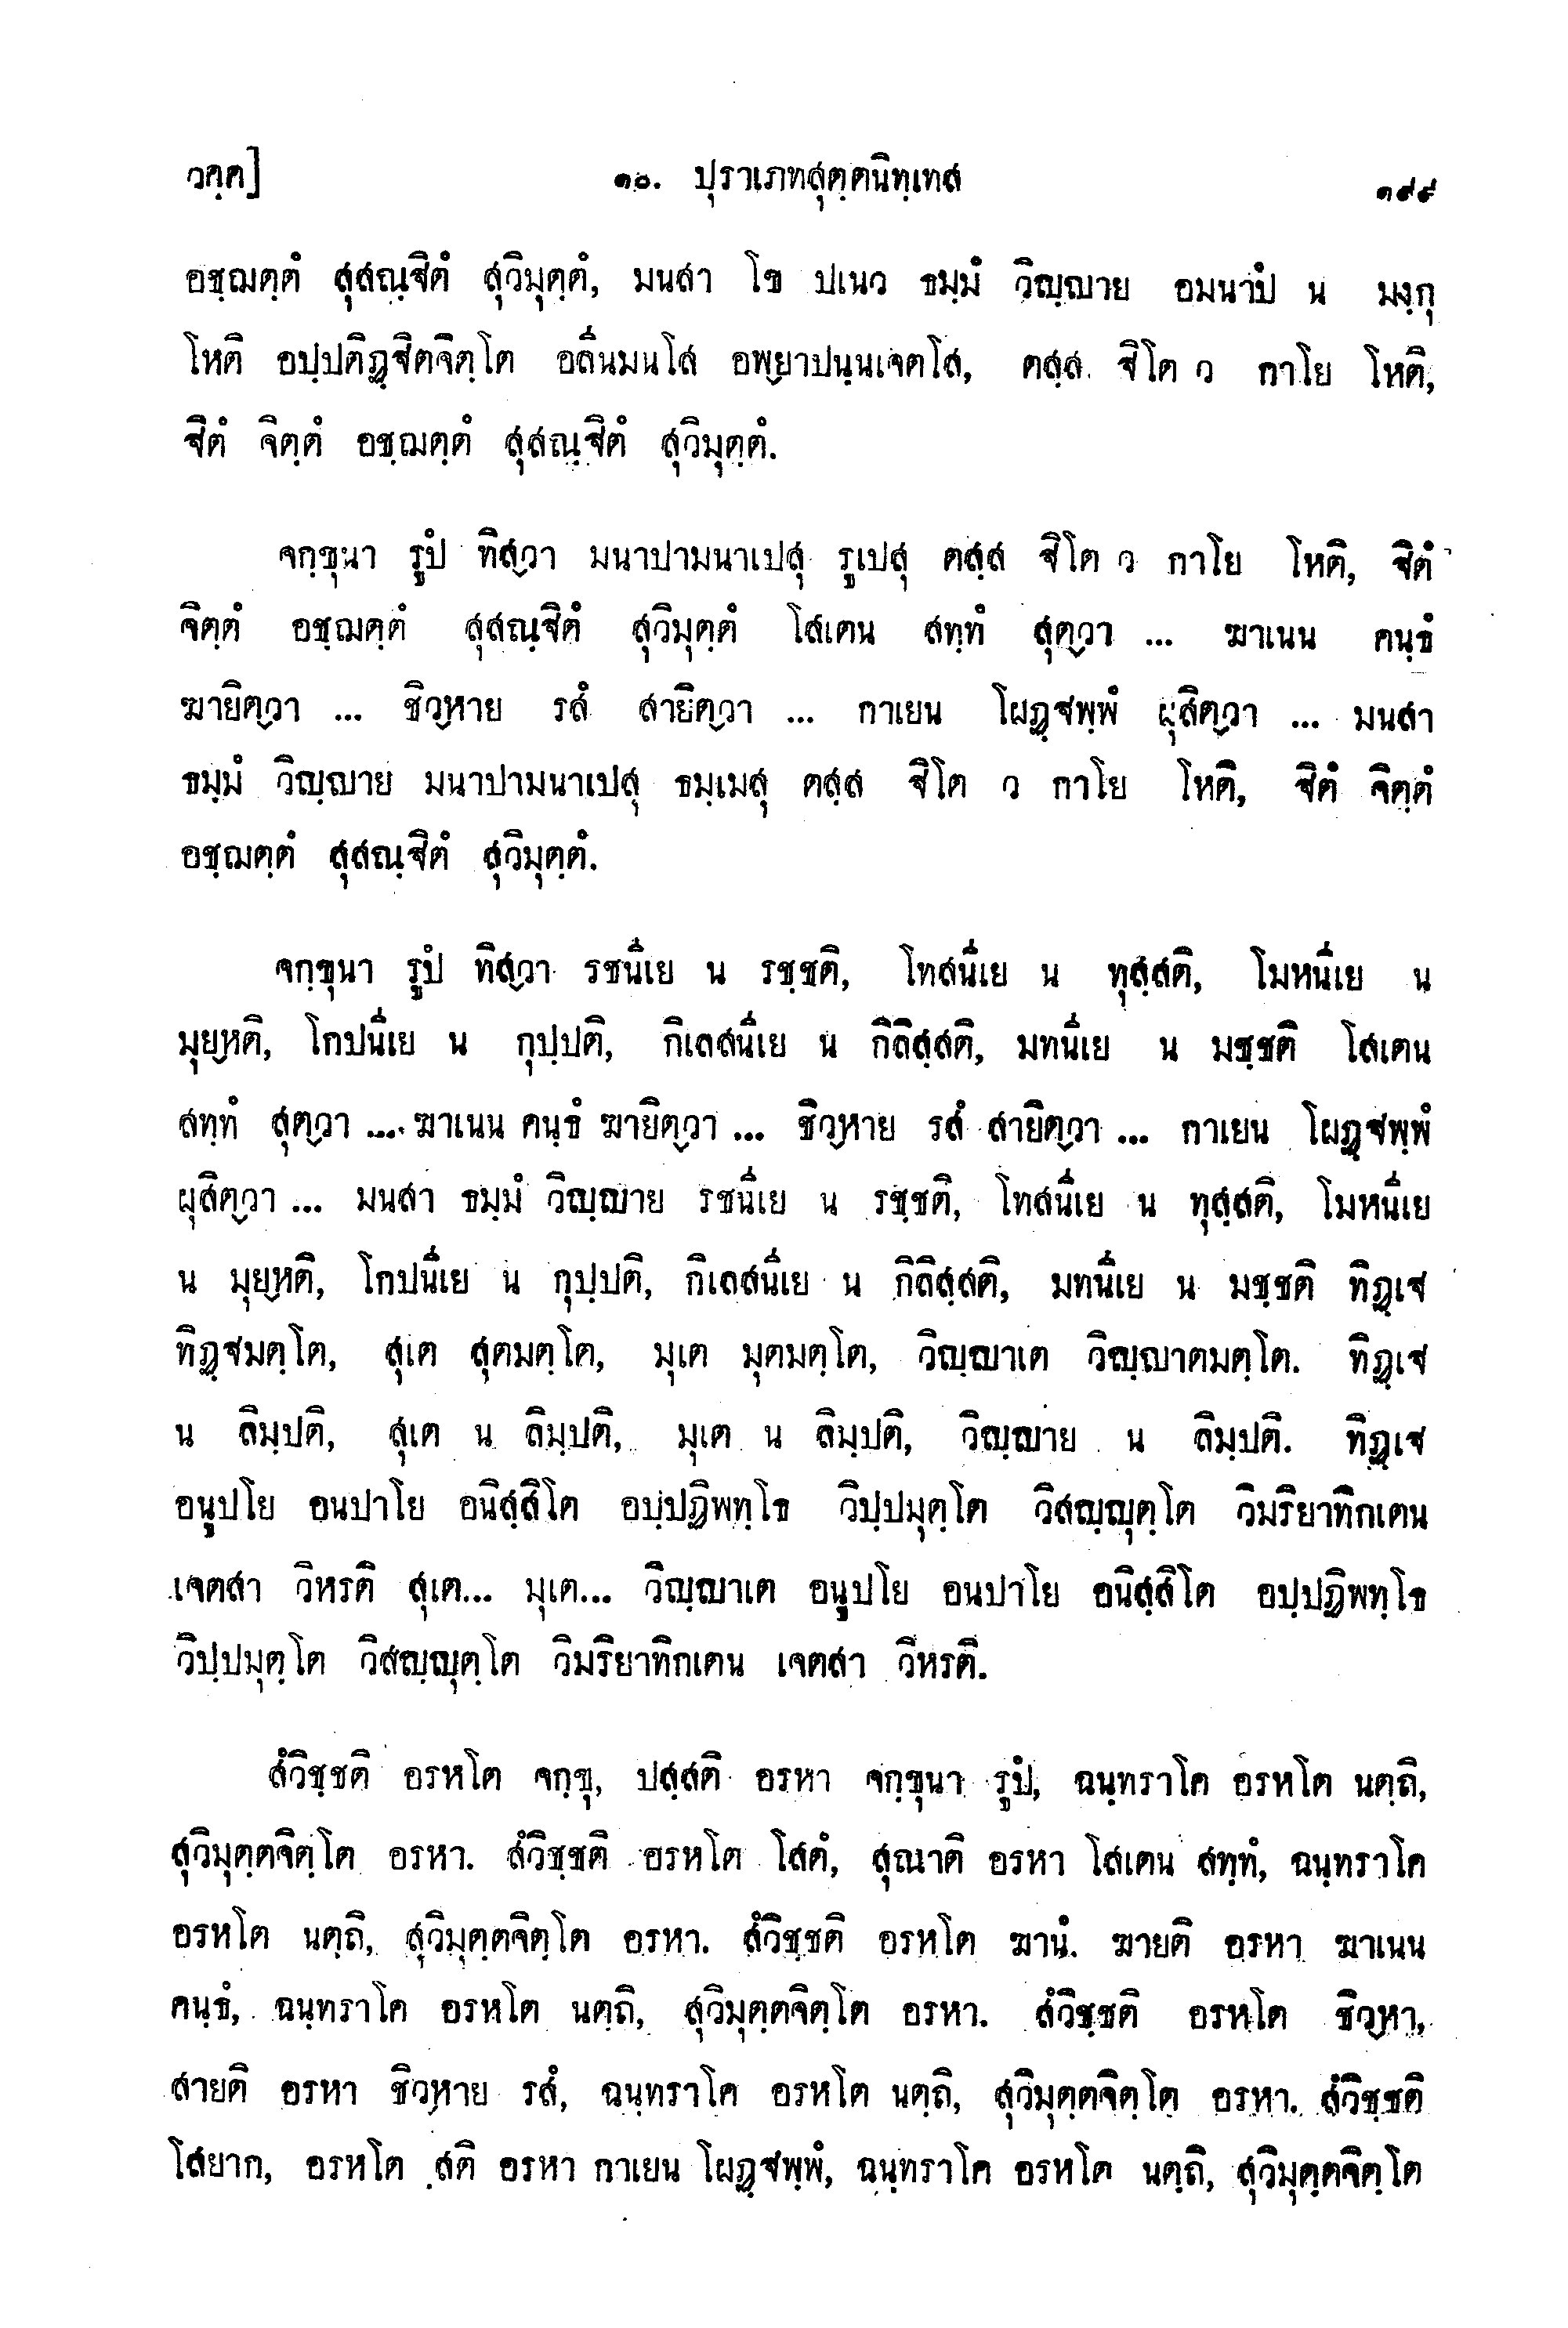 วคฺค]
๑๐. ปุราเภทสุตฺตนิทฺเทส
๑๙๙
อชฺฌตฺตํ สุสณฺฐิตํ สุวิมุตฺตํ, มนสา โข ปเนว ธมฺมํ วิญฺญาย อมนาปํ น มงฺกุ
โหติ อปฺปติฏฺฐิตจิตฺโต อลีนมนโส อพฺยาปนฺนเจตโส, ตสฺส ฐิโต ว กาโย โหติ,
ฐิตํ จิตฺตํ อชฺฌตฺตํ สุสณฺฐิตํ สุวิมุตฺตํ.
จกฺขุนา รูปํ ทิสฺวา มนาปามนาเปสุ รูเปสุ ตสฺส ฐิโต ว กาโย โหติ, ฐิตํ
จิตฺตํ อชฺฌตฺตํ สุสณฺฐิตํ สุวิมุตฺตํ โสเตน สทฺทํ สุตฺวา ... ฆาเนน คนฺธํ
ฆายิตฺวา ... ชิวฺหาย รสํ สายิตฺวา ... กาเยน โผฏฺฐพฺพํ ผุสิตฺวา ... มนสา
ธมฺมํ วิญฺญาย มนาปามนาเปสุ ธมฺเมสุ ตสฺส ฐิโต ว กาโย โหติ, ฐิตํ จิตฺตํ
อชฺฌตฺตํ สุสณฺฐิตํ สุวิมุตฺตํ.
จกฺขุนา รูปํ ทิสฺวา รชนีเย น รชฺชติ, โทสนีเย น ทุสฺสติ, โมหนีเย น
มุยฺหติ, โกปนีเย น กุปฺปติ, กิเลสนีเย น กิลิสฺสติ, มทนีเย น มชฺชติ โสเตน
สทฺทํ สุตฺวา ... ฆาเนน คนฺธํ ฆายิตฺวา ... ชิวฺหาย รสํ สายิตฺวา ... กาเยน โผฏฺฐพฺพํ
ผุสิตฺวา ... มนสา ธมฺมํ วิญฺญาย รชนีเย น รชฺชติ, โทสนีเย น ทุสฺสติ, โมหนีเย
น มุยฺหติ, โกปนีเย น กุปฺปติ, กิเลสนีเย น กิลิสฺสติ, มทนีเย น มชฺชติ ทิฏฺเฐ
ทิฏฺฐมตฺโต, สุเต สุตมตฺโต, มุเต มุตมตฺโต, วิญฺญาเต วิญฺญาตมตฺโต. ทิฏฺเฐ
น ลิมฺปติ, สุเต น ลิมฺปติ, มุเต น ลิมฺปติ, วิญฺญาย น ลิมฺปติ. ทิฏฺเฐ
อนูปโย อนปาโย อนิสฺสิโต อปฺปฏิพทฺโธ วิปฺปมุตฺโต วิสญฺญุตฺโต วิมริยาทิกเตน
เจตสา วิหรติ สุเต... มุเต... วิญฺญาเต อนูปโย อนปาโย อนิสฺสิโต อปฺปฏิพทฺโธ
วิปฺปมุตฺโต วิสญฺญุตฺโต วิมริยาทิกเตน เจตสา วิหรติ.
สํวิชฺชติ อรหโต จกฺขุ, ปสฺสติ อรหา จกฺขุนา รูปํ, ฉนฺทราโค อรหโต นตฺถิ,
สุวิมุตฺตจิตฺโต อรหา. สํวิชฺชติ อรหโต โสตํ, สุณาติ อรหา โสเตน สทฺทํ, ฉนฺทราโค
อรหโต นตฺถิ, สุวิมุตฺตจิตฺโต อรหา. สํวิชฺชติ อรหโต ฆานํ. ฆายติ อรหา ฆาเนน
คนฺธํ, ฉนฺทราโค อรหโต นตฺถิ, สุวิมุตฺตจิตฺโต อรหา. สํวิชฺชติ อรหโต ชิวฺหา,
สายติ อรหา ชิวฺหาย รสํ, ฉนฺทราโค อรหโต นตฺถิ, สุวิมุตฺตจิตฺโต อรหา. สํวิชฺชติ
โสยาก, อรหโต สติ อรหา กาเยน โผฏฺฐพฺพํ, ฉนฺทราโค อรหโต นตฺถิ, สุวิมุตฺตจิตฺโต